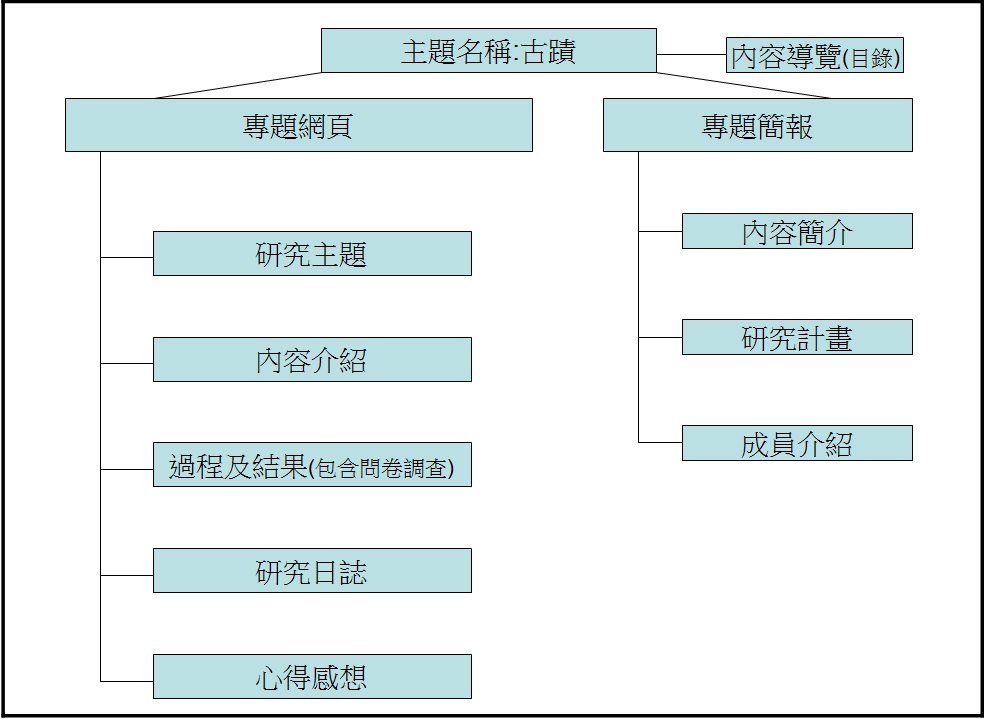 主題名稱:古蹟
內容導覽(目錄)
專題網頁
專題簡報
研究主題
內容介紹
過程及結果(包含問卷調查)
研究日誌
心得感想
內容簡介
研究計畫
成員介紹